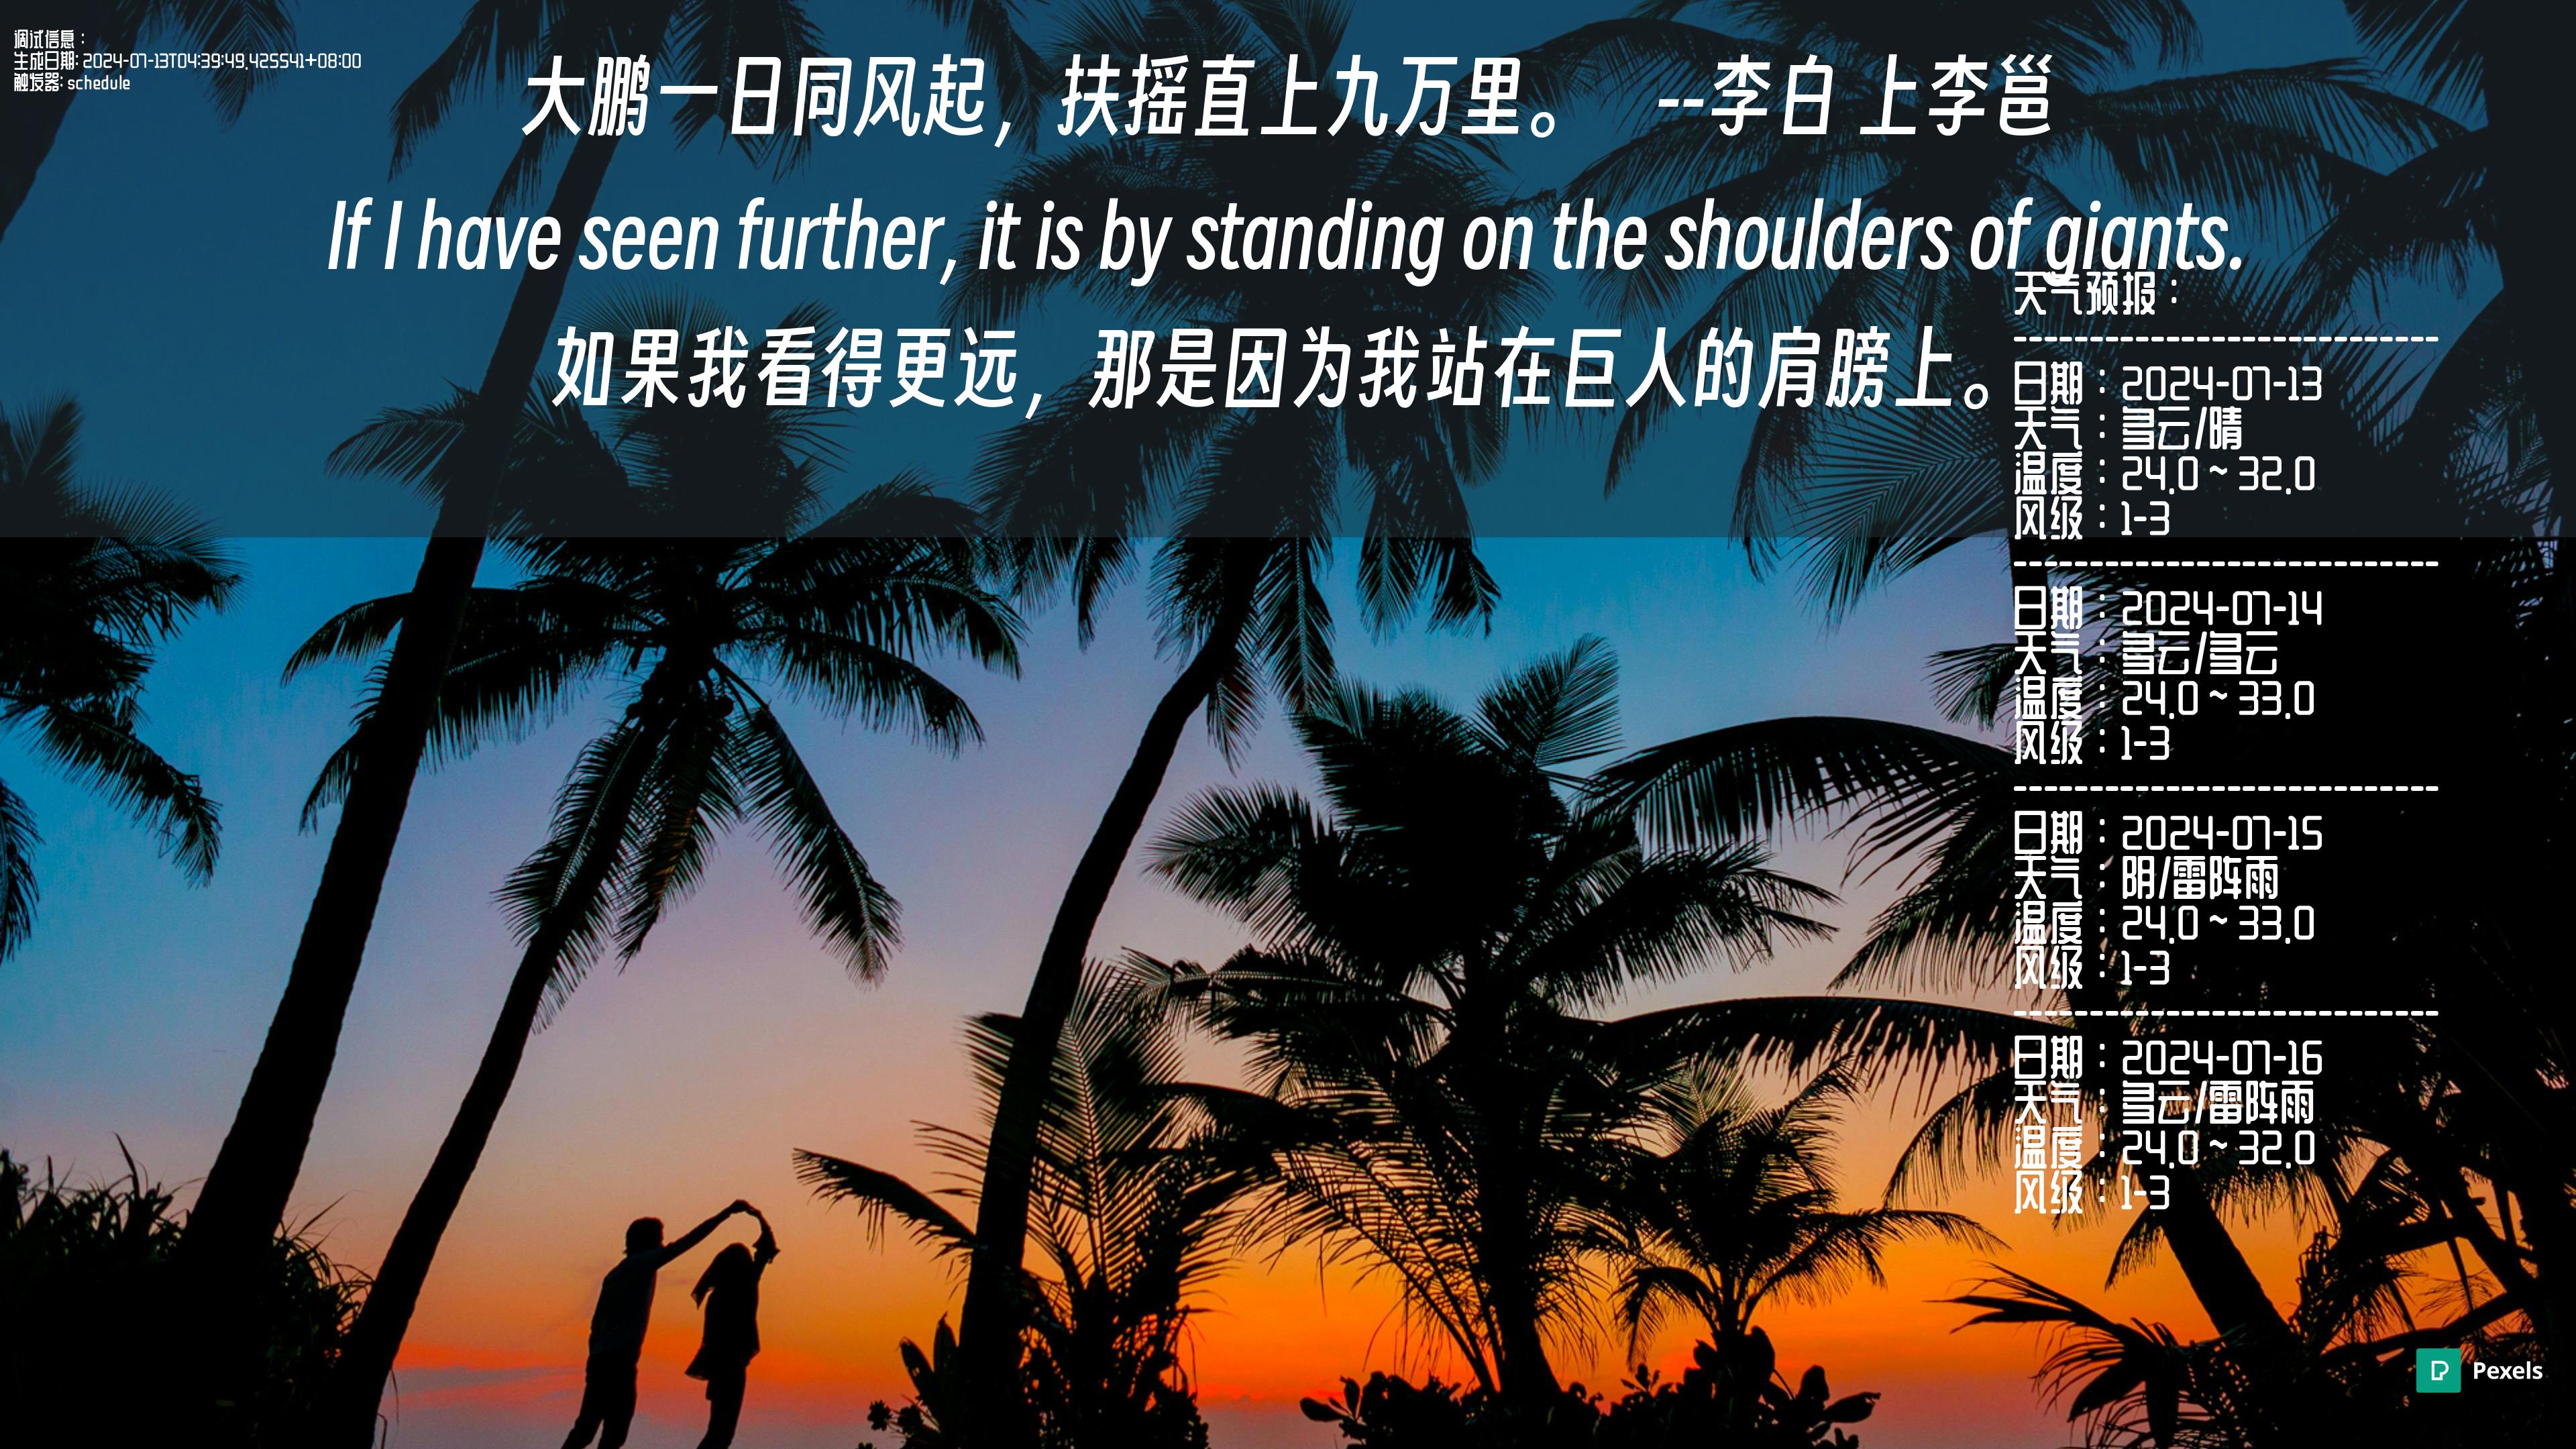 调试信息：
生成日期: 2024-07-13T04:39:49.425541+08:00
触发器: schedule
大鹏一日同风起，扶摇直上九万里。 --李白 上李邕
If I have seen further, it is by standing on the shoulders of giants.
如果我看得更远，那是因为我站在巨人的肩膀上。
天气预报：
----------------------------
日期：2024-07-13
天气：多云/晴
温度：24.0 ~ 32.0
风级：1-3
----------------------------
日期：2024-07-14
天气：多云/多云
温度：24.0 ~ 33.0
风级：1-3
----------------------------
日期：2024-07-15
天气：阴/雷阵雨
温度：24.0 ~ 33.0
风级：1-3
----------------------------
日期：2024-07-16
天气：多云/雷阵雨
温度：24.0 ~ 32.0
风级：1-3
Pexels